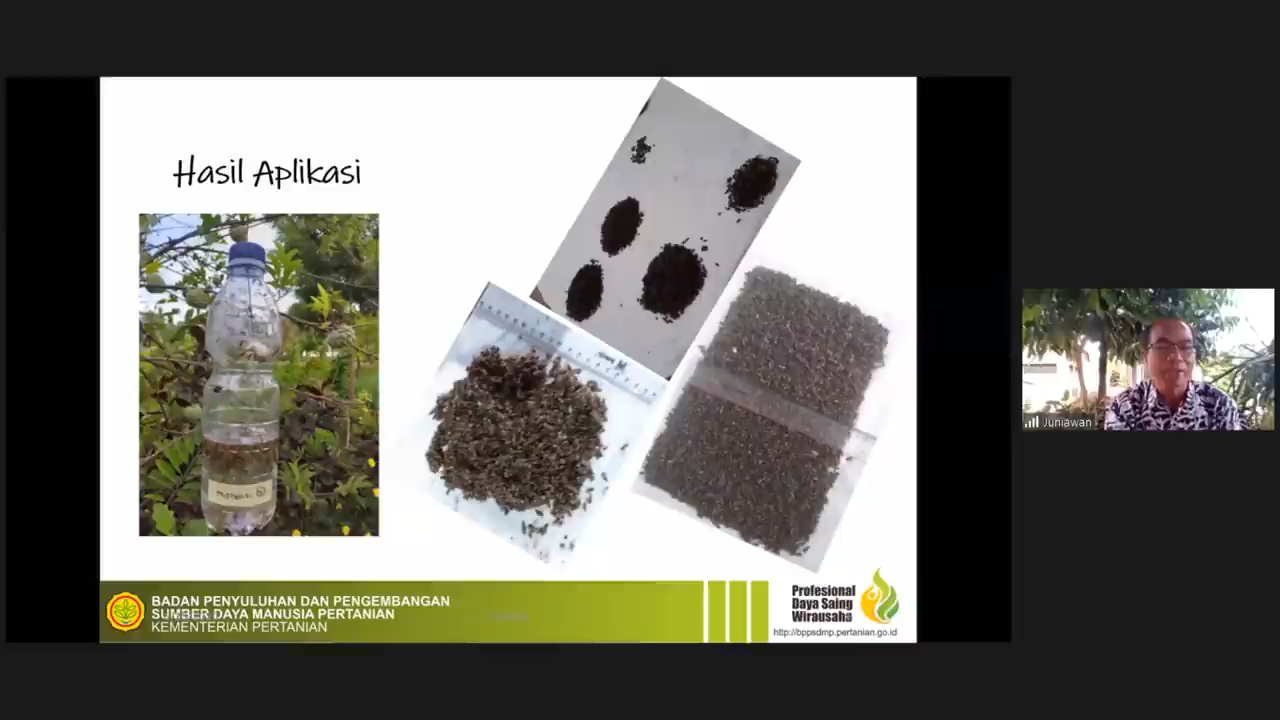 Hasil Aplikasi
BADAN PENYULUHAN DAN PENGEMBANGAN
SUMBER DAYA MANUSIA PERTANIAN
KEMENTERIAN PERTANIAN
Profesional
Daya Saing
Wirausaha
http://bppsdmp.pertanian.go.id
Juniawan